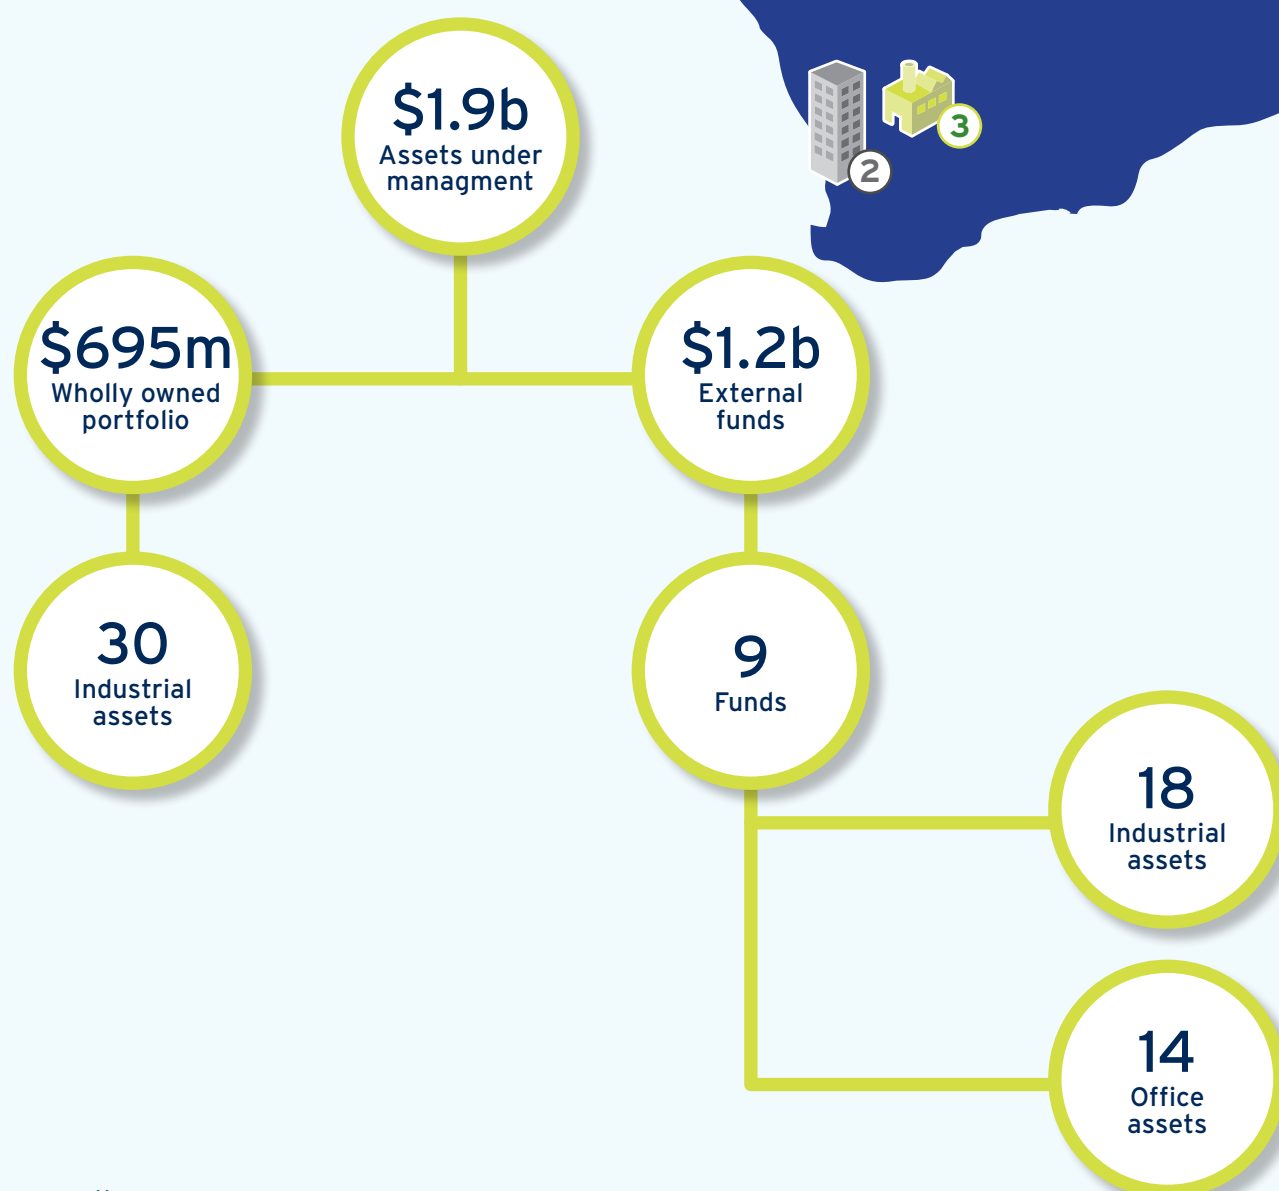 $1.9b
Assets under
managment
3
2
$695m
Wholly owned
portfolio
$1.2b
External
funds
30
Industrial
assets
9
Funds
18
Industrial
assets
14
Office
assets